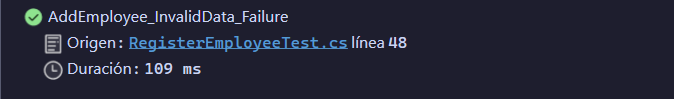 AddEmployee_InvalidData_Failure
Origen: RegisterEmployeeTest.cs línea 48
Duración: 109 ms